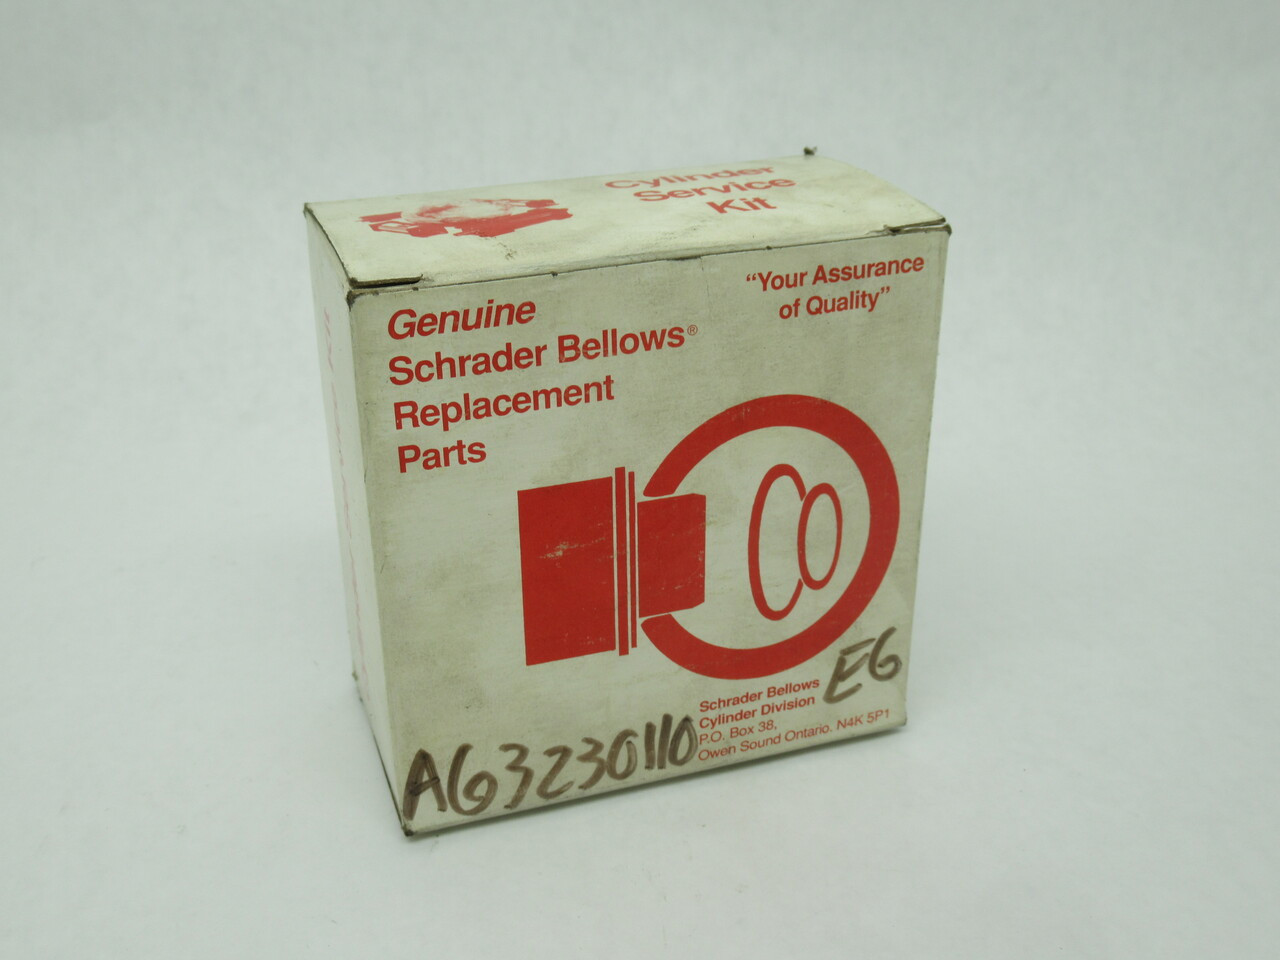 Cylinder
Service
Kit
Genuine
Schrader Bellows®
Replacement
Parts
"Your Assurance
of Quality"
E6
Schrader Bellows
Cylinder Division
P.O. Box 38,
Owen Sound Ontario. N4K 5P1
A63230110